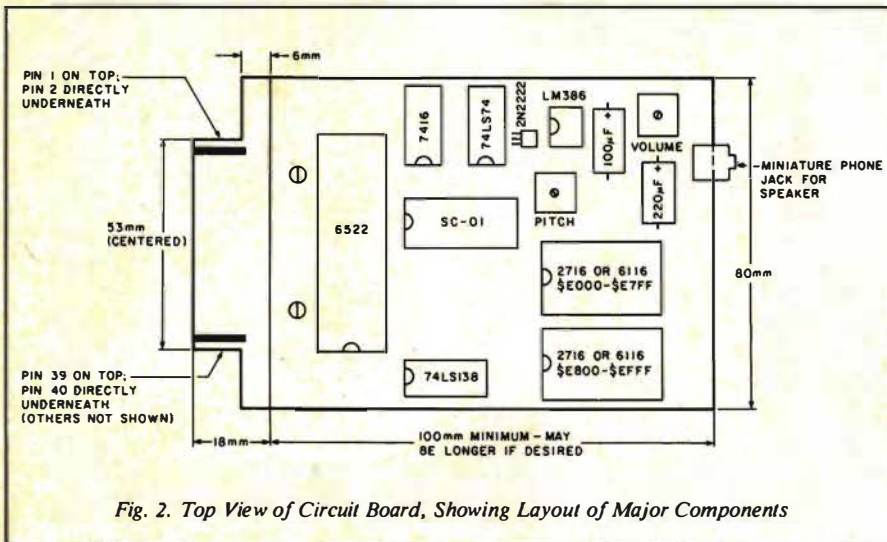 6mm
PIN 1 ON TOP;
PIN 2 DIRECTLY
UNDERNEATH
7416
74LS74
2N2222
LM386
100µF +
VOLUME
220µF +
MINIATURE PHONE
JACK FOR
SPEAKER
53mm
(CENTERED)
6522
SC-01
PITCH
2716 OR 6116
$E000-$E7FF
80mm
2716 OR 6116
$E800-$EFFF
74LS138
PIN 39 ON TOP;
PIN 40 DIRECTLY
UNDERNEATH
(OTHERS NOT SHOWN)
18mm
100mm MINIMUM - MAY
BE LONGER IF DESIRED
Fig. 2. Top View of Circuit Board, Showing Layout of Major Components